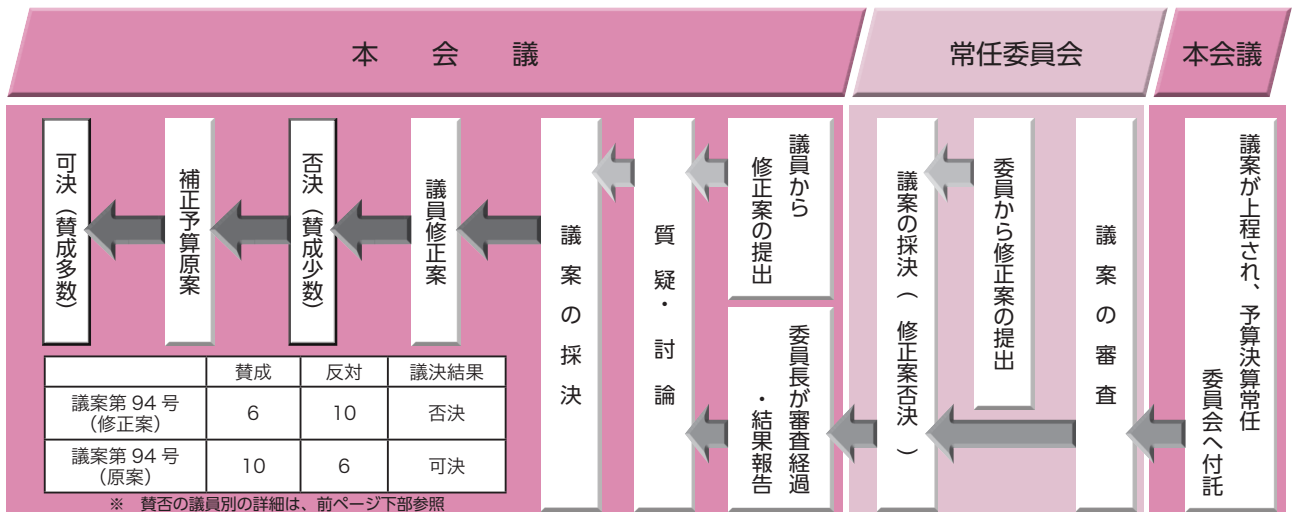 本会議
常任委員会
本会議
議案が上程され、予算決算常任
委員会へ付託
議案の審査
委員から修正案の提出
議案の採決（修正案否決）
議員から
修正案の提出
委員長が審査経過
・結果報告
質疑・討論
議案の採決
議員修正案
否決（賛成少数）
補正予算原案
可決（賛成多数）
賛成 反対 議決結果
議案第94号
（修正案） 6 10 否決
議案第94号
（原案） 10 6 可決
※　賛否の議員別の詳細は、前ページ下部参照